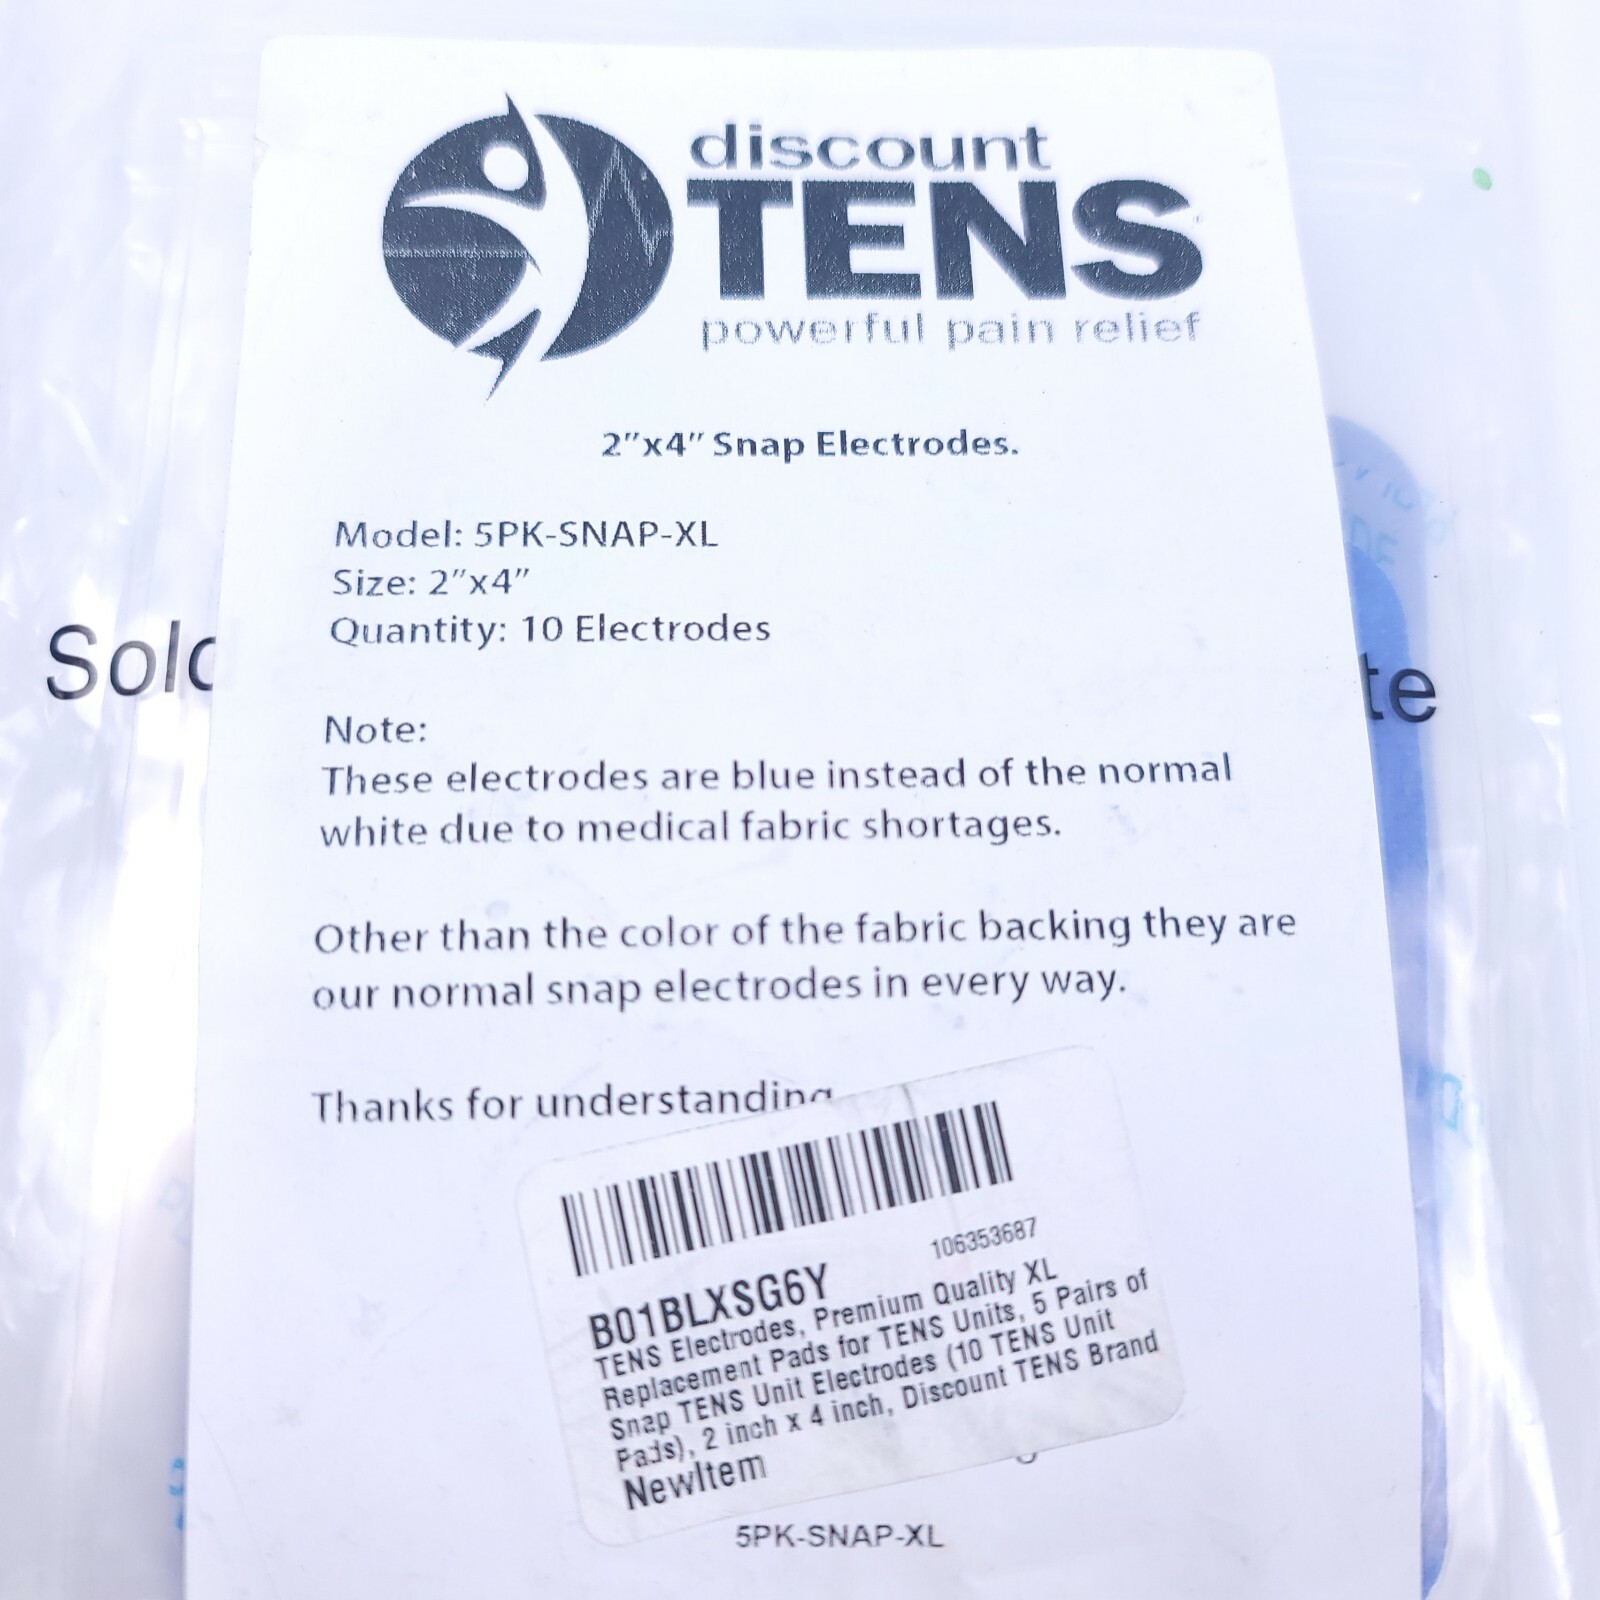 discount
TENS
powerful pain relief
2"x4" Snap Electrodes.
Model: 5PK-SNAP-XL
Size: 2"x4"
Quantity: 10 Electrodes
Note:
These electrodes are blue instead of the normal
white due to medical fabric shortages.
Other than the color of the fabric backing they are
our normal snap electrodes in every way.
Thanks for understanding
106353687
B01BLXSG6Y
TENS Electrodes, Premium Quality XL
Replacement Pads for TENS Units, 5 Pairs of
Snap TENS Unit Electrodes (10 TENS Unit
Pads), 2 inch x 4 inch, Discount TENS Brand
NewItem
5PK-SNAP-XL